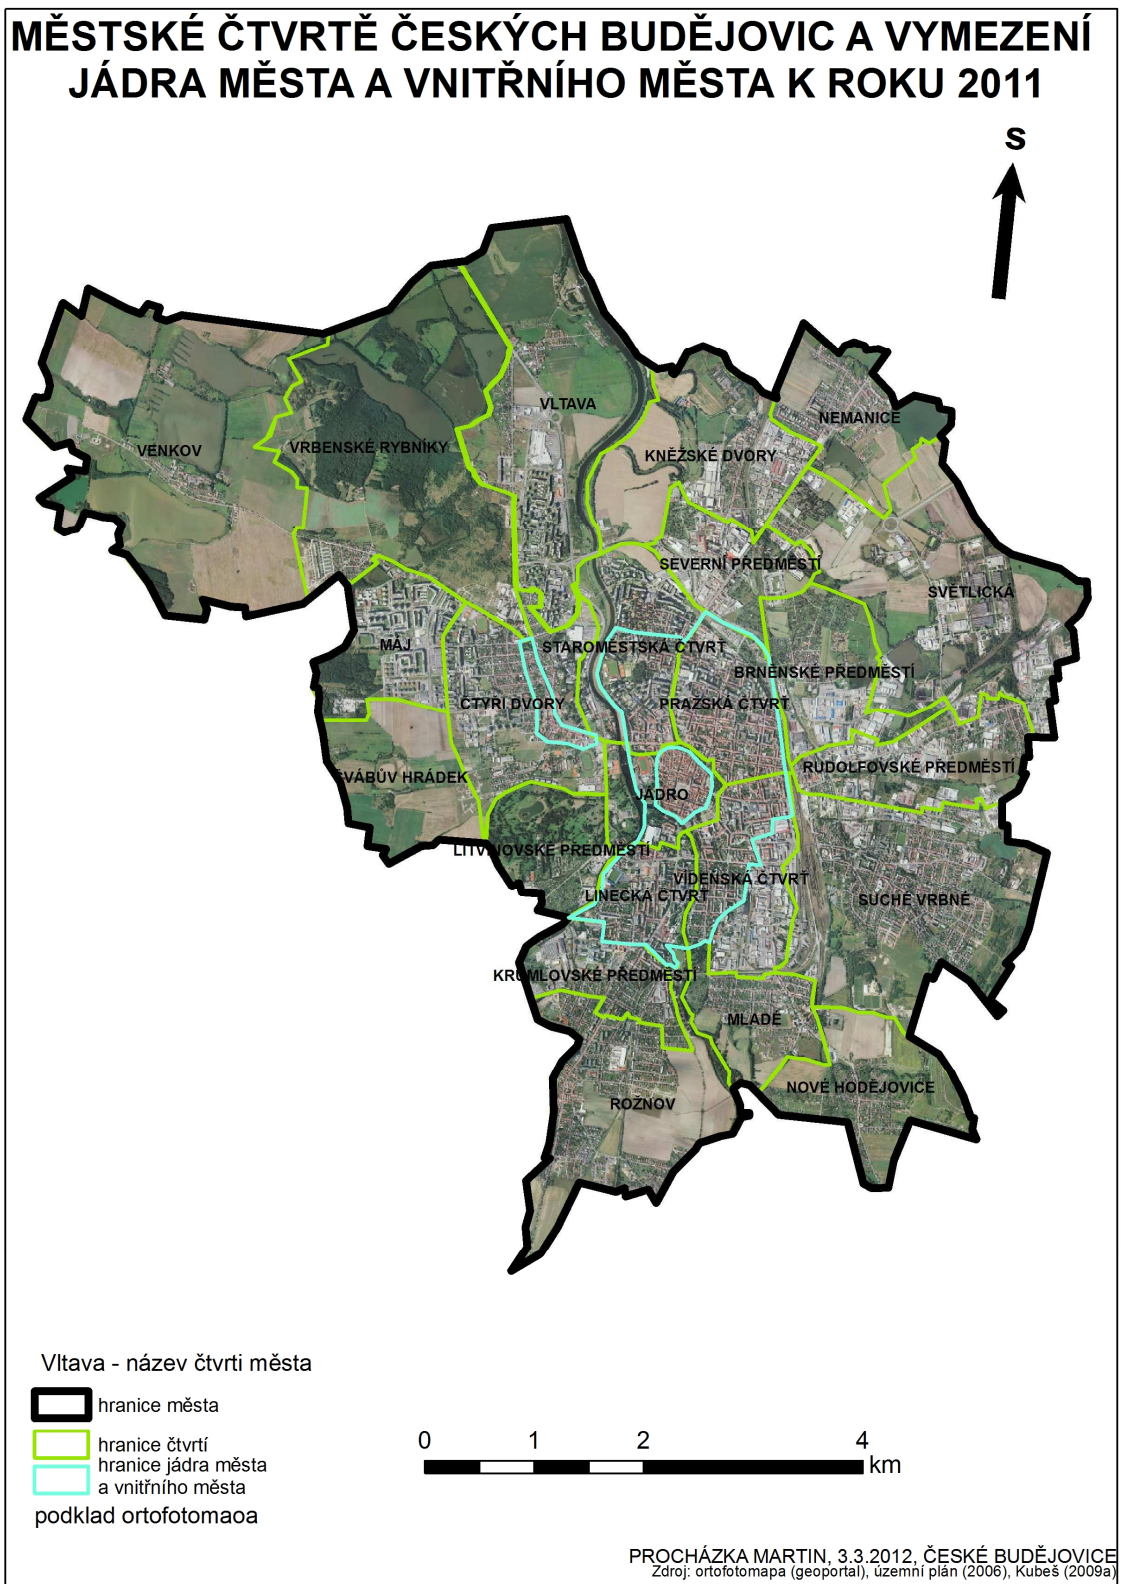 MĚSTSKÉ ČTVRTĚ ČESKÝCH BUDĚJOVIC A VYMEZENÍ
JÁDRA MĚSTA A VNITŘNÍHO MĚSTA K ROKU 2011
S
VLTAVA
NEMANICE
VENKOV
VRBENSKÉ RYBNÍKY
KNĚŽSKÉ DVORY
SEVERNÍ PŘEDMĚSTÍ
SVĚTLICKÁ
MÁJ
STAROMĚSTSKÁ ČTVRŤ
BRNĚNSKÉ PŘEDMĚSTÍ
ČTYŘI DVORY
PRAŽSKÁ ČTVRŤ
ŠVÁBŮV HRÁDEK
RUDOLFOVSKÉ PŘEDMĚSTÍ
JÁDRO
LITVÍNOVSKÉ PŘEDMĚSTÍ
VÍDEŇSKÁ ČTVRŤ
LINECKÁ ČTVRŤ
SUCHÉ VRBNÉ
KRUMLOVSKÉ PŘEDMĚSTÍ
MLADÉ
NOVÉ HODĚJOVICE
ROŽNOV
Vltava - název čtvrti města
hranice města
hranice čtvrtí
hranice jádra města
a vnitřního města
podklad ortofotomaoa
0 1 2 4
km
PROCHÁZKA MARTIN, 3.3.2012, ČESKÉ BUDĚJOVICE
Zdroj: ortofotomapa (geoportal), územní plán (2006), Kubeš (2009a)